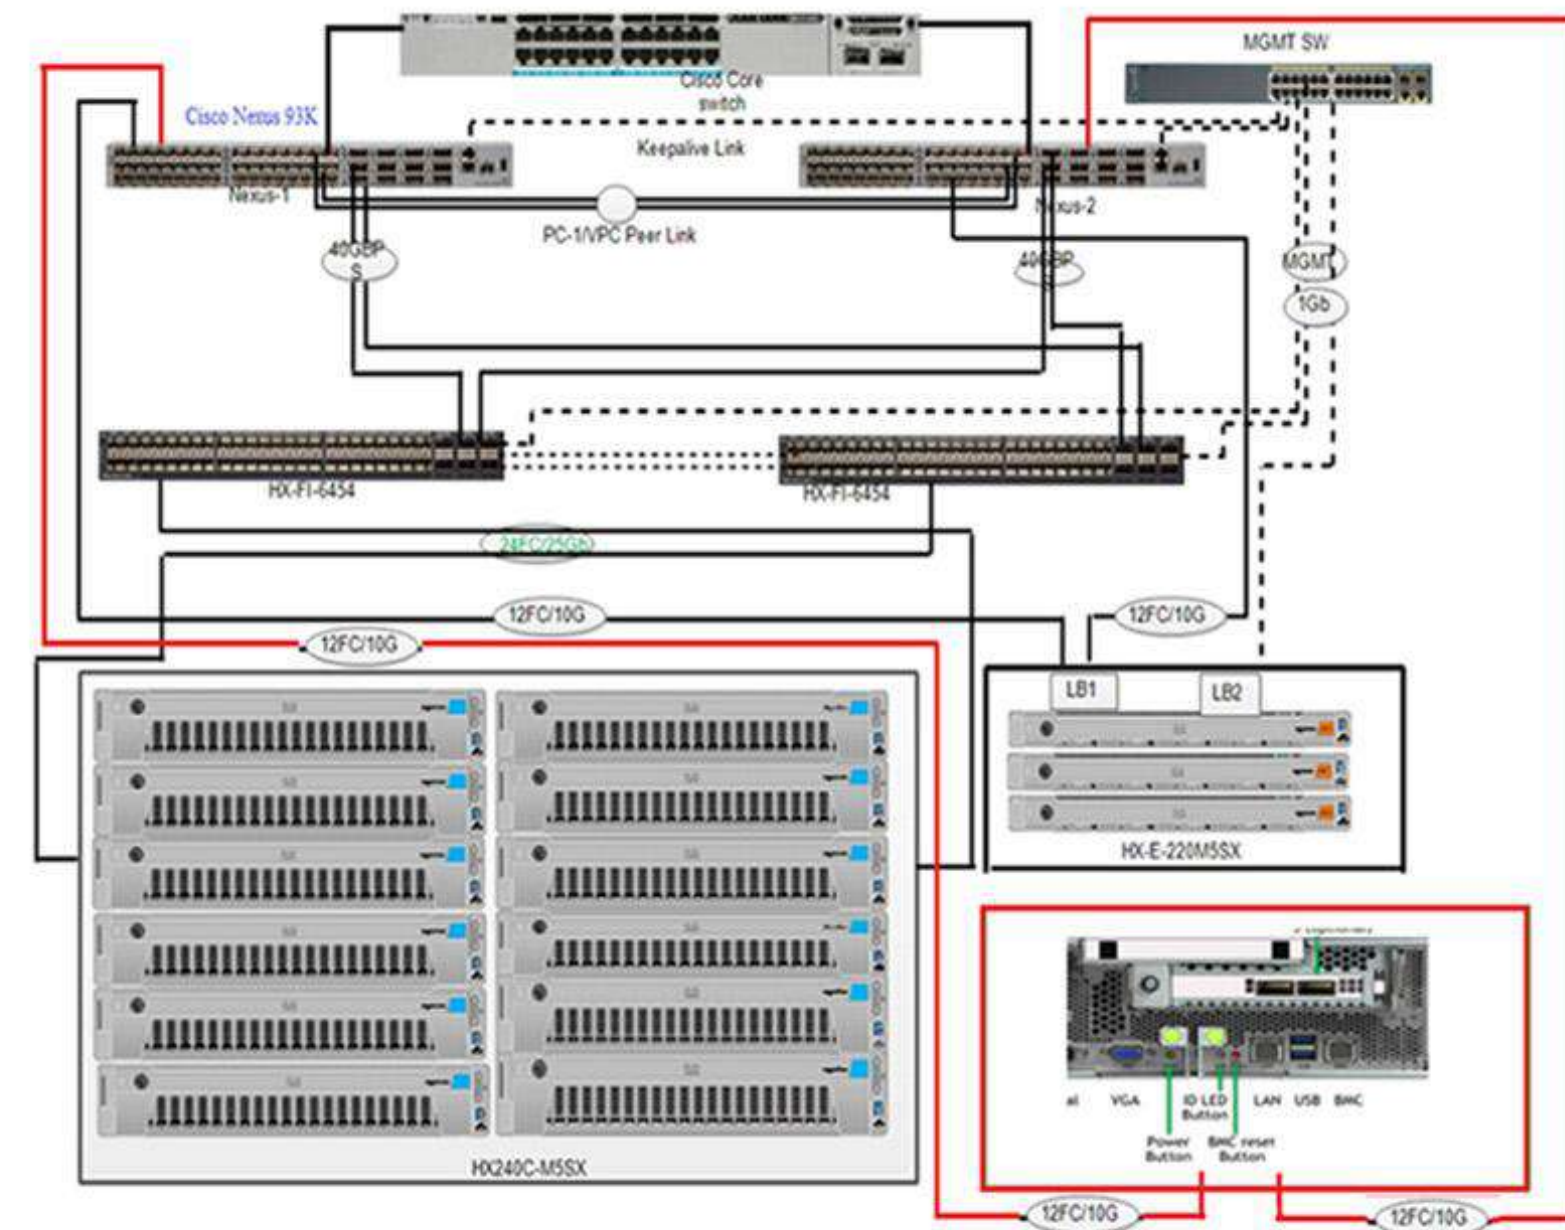 MGMT SW
Cisco Core
switch
Cisco Nexus 93K
Keepalive Link
Nexus-1
Nexus-2
PC-1/VPC Peer Link
40GBP
S
40GBP
MGMT
1Gb
HX-FI-6454
HX-FI-6454
24FC/25Gb
12FC/10G
12FC/10G
12FC/10G
LB1
LB2
HX-E-220M5SX
al
VGA
ID LED
Button
LAN
USB
BMC
Power
Button
BMC reset
Button
HX240C-M5SX
12FC/10G
12FC/10G